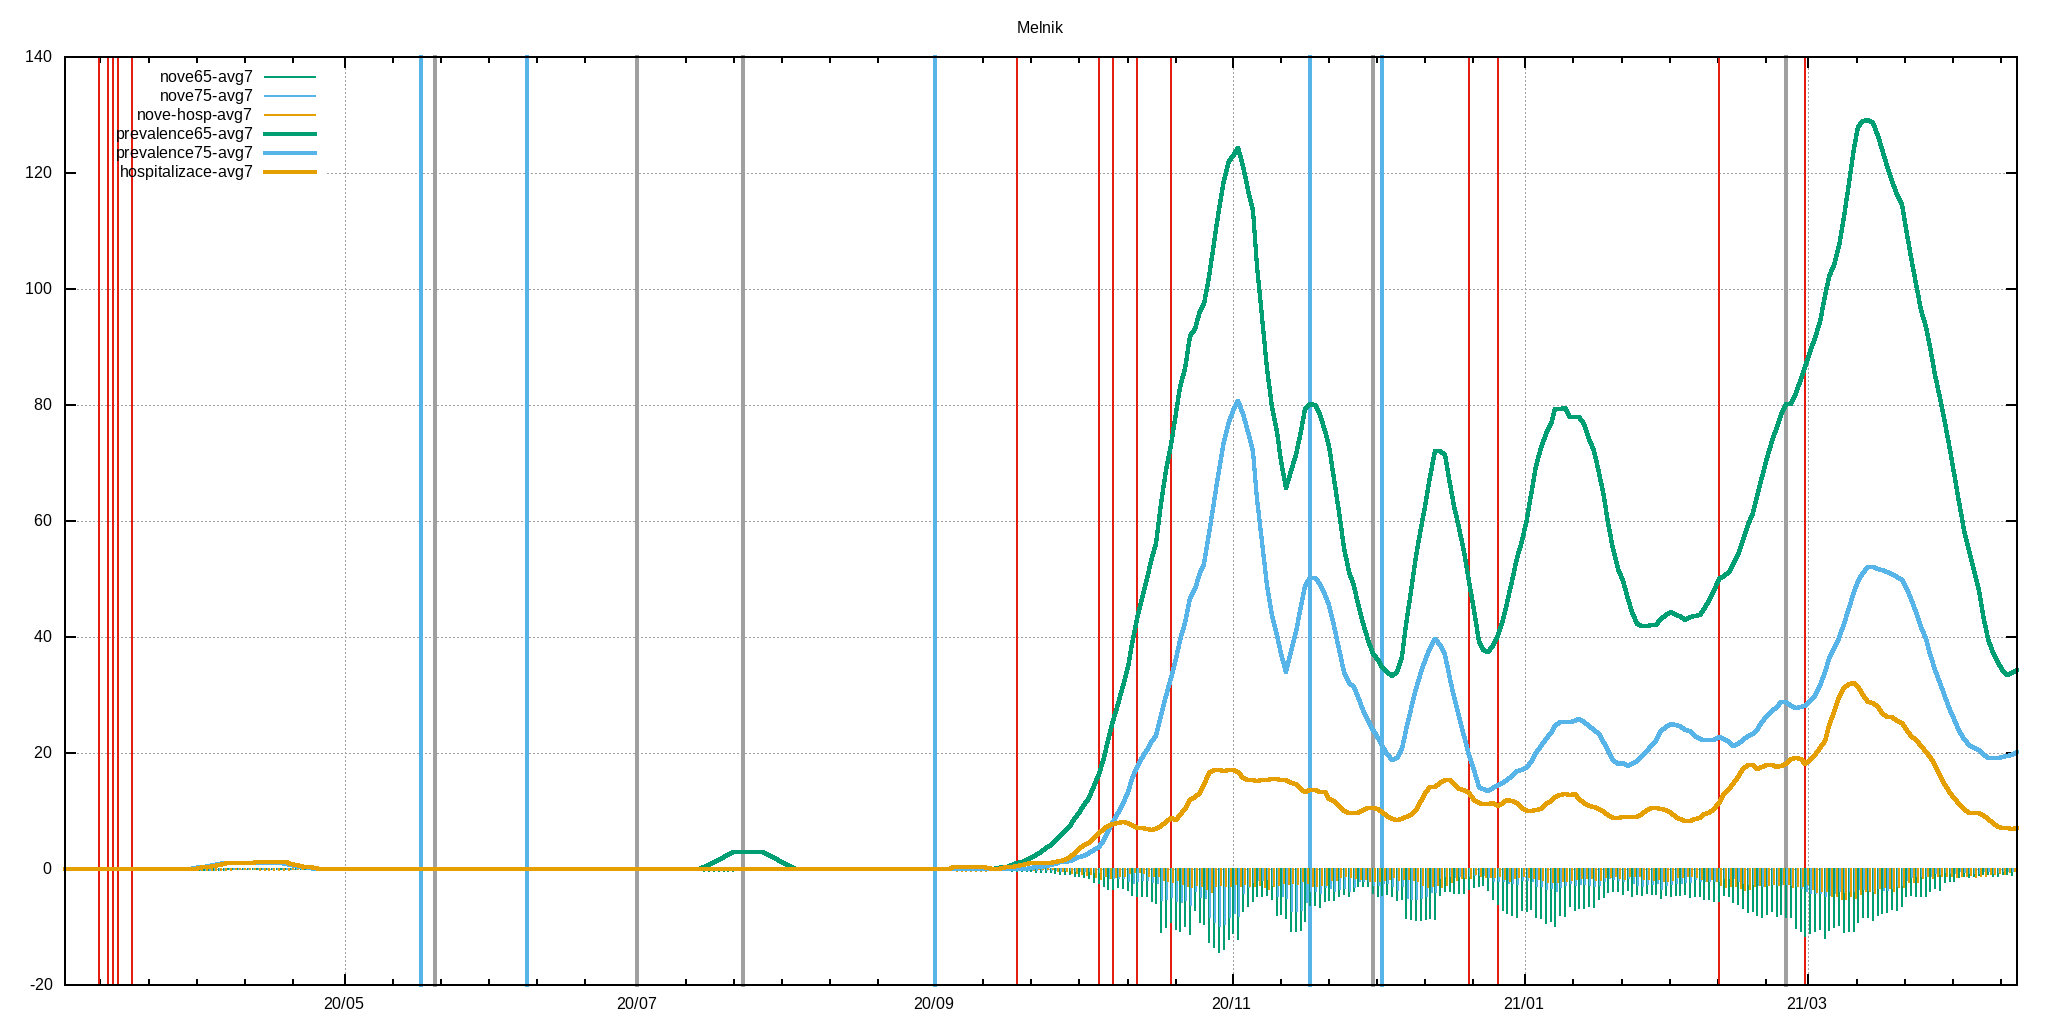 Melnik
140
120
100
80
60
40
20
0
-20
nove65-avg7
nove75-avg7
nove-hosp-avg7
prevalence65-avg7
prevalence75-avg7
hospitalizace-avg7
20/05 20/07 20/09 20/11 21/01 21/03